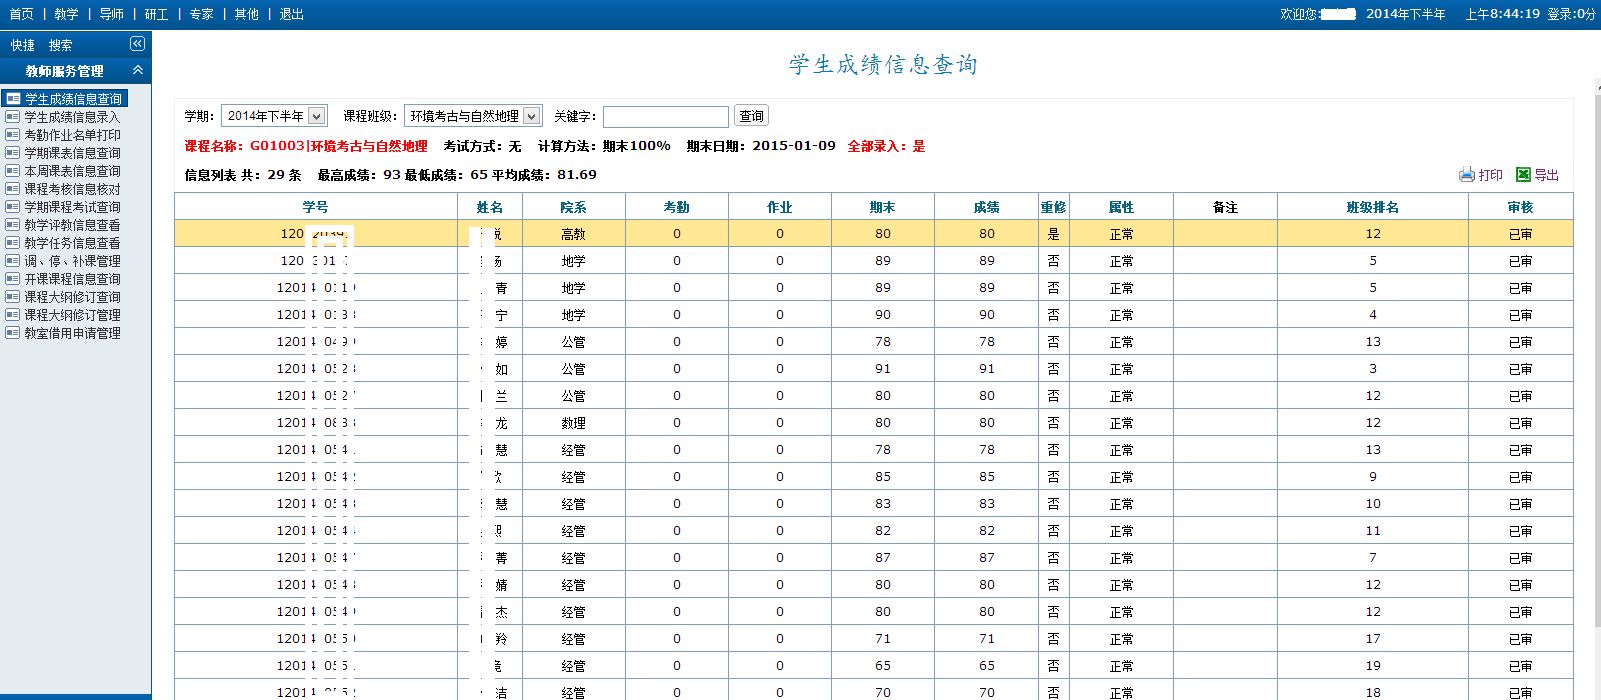 首页 | 教学 | 导师 | 研工 | 专家 | 其他 | 退出
欢迎您: 2014年下半年 上午8:44:19 登录:0分
快捷 搜索
教师服务管理
学生成绩信息查询
学生成绩信息录入
考勤作业名单打印
学期课表信息查询
本周课表信息查询
课程考核信息核对
学期课程考试查询
教学评教信息查看
教学任务信息查看
调、停、补课管理
开课课程信息查询
课程大纲修订查询
课程大纲修订管理
教室借用申请管理
学生成绩信息查询
学期: 2014年下半年 课程班级: 环境考古与自然地理 关键字: 查询
课程名称: G01003|环境考古与自然地理 考试方式: 无 计算方法: 期末100% 期末日期: 2015-01-09 全部录入: 是
信息列表 共: 29 条 最高成绩: 93 最低成绩: 65 平均成绩: 81.69
打印 导出
学号 姓名 院系 考勤 作业 期末 成绩 重修 属性 备注 班级排名 审核
120 高教 0 0 80 80 是 正常 12 已审
120 地学 0 0 89 89 否 正常 5 已审
1201 青 地学 0 0 89 89 否 正常 5 已审
1201 宁 地学 0 0 90 90 否 正常 4 已审
1201 婷 公管 0 0 78 78 否 正常 13 已审
1201 如 公管 0 0 91 91 否 正常 3 已审
1201 兰 公管 0 0 80 80 否 正常 12 已审
1201 龙 数理 0 0 80 80 否 正常 12 已审
1201 慧 经管 0 0 78 78 否 正常 13 已审
1201 经管 0 0 85 85 否 正常 9 已审
1201 慧 经管 0 0 83 83 否 正常 10 已审
1201 经管 0 0 82 82 否 正常 11 已审
1201 菁 经管 0 0 87 87 否 正常 7 已审
1201 婧 经管 0 0 80 80 否 正常 12 已审
1201 杰 经管 0 0 80 80 否 正常 12 已审
1201 经管 0 0 71 71 否 正常 17 已审
1201 经管 0 0 65 65 否 正常 19 已审
1201 洁 经管 0 0 70 70 否 正常 18 已审